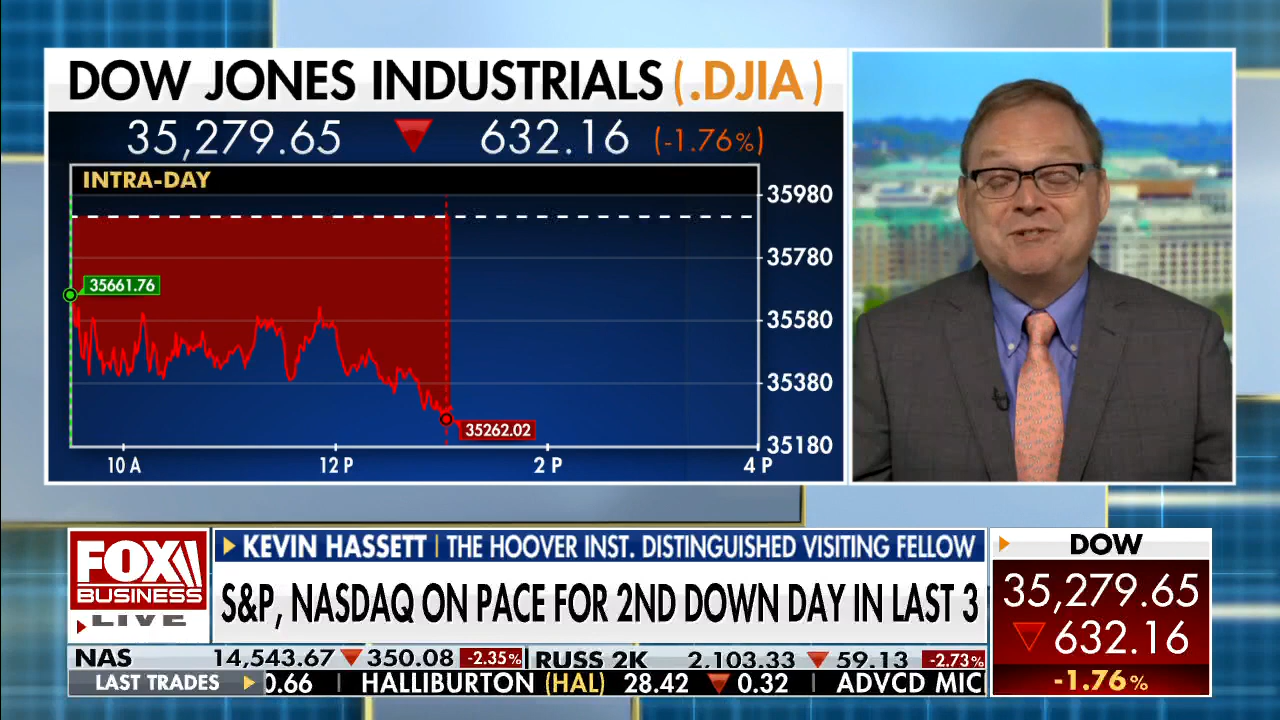 DOW JONES INDUSTRIALS (.DJIA)
35,279.65 632.16 (-1.76%)
INTRA-DAY
35980
35780
35661.76
35580
35380
35262.02
35180
10 A 12 P 2 P 4 P
FOX
BUSINESS
LIVE
KEVIN HASSETT | THE HOOVER INST. DISTINGUISHED VISITING FELLOW
S&P, NASDAQ ON PACE FOR 2ND DOWN DAY IN LAST 3
DOW
35,279.65
632.16
-1.76%
NAS 14,543.67 350.08 -2.35% RUSS 2K 2,103.33 59.13 -2.73%
LAST TRADES 0.66 | HALLIBURTON (HAL) 28.42 0.32 | ADVCD MIC